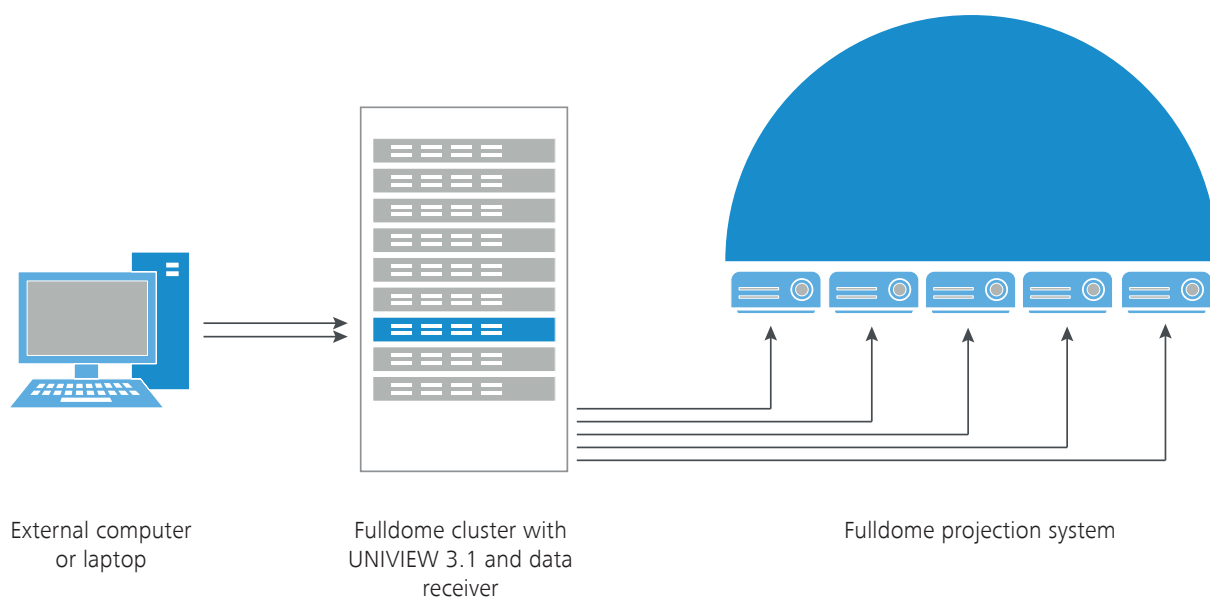 External computer
or laptop
Fulldome cluster with
UNIVIEW 3.1 and data
receiver
Fulldome projection system